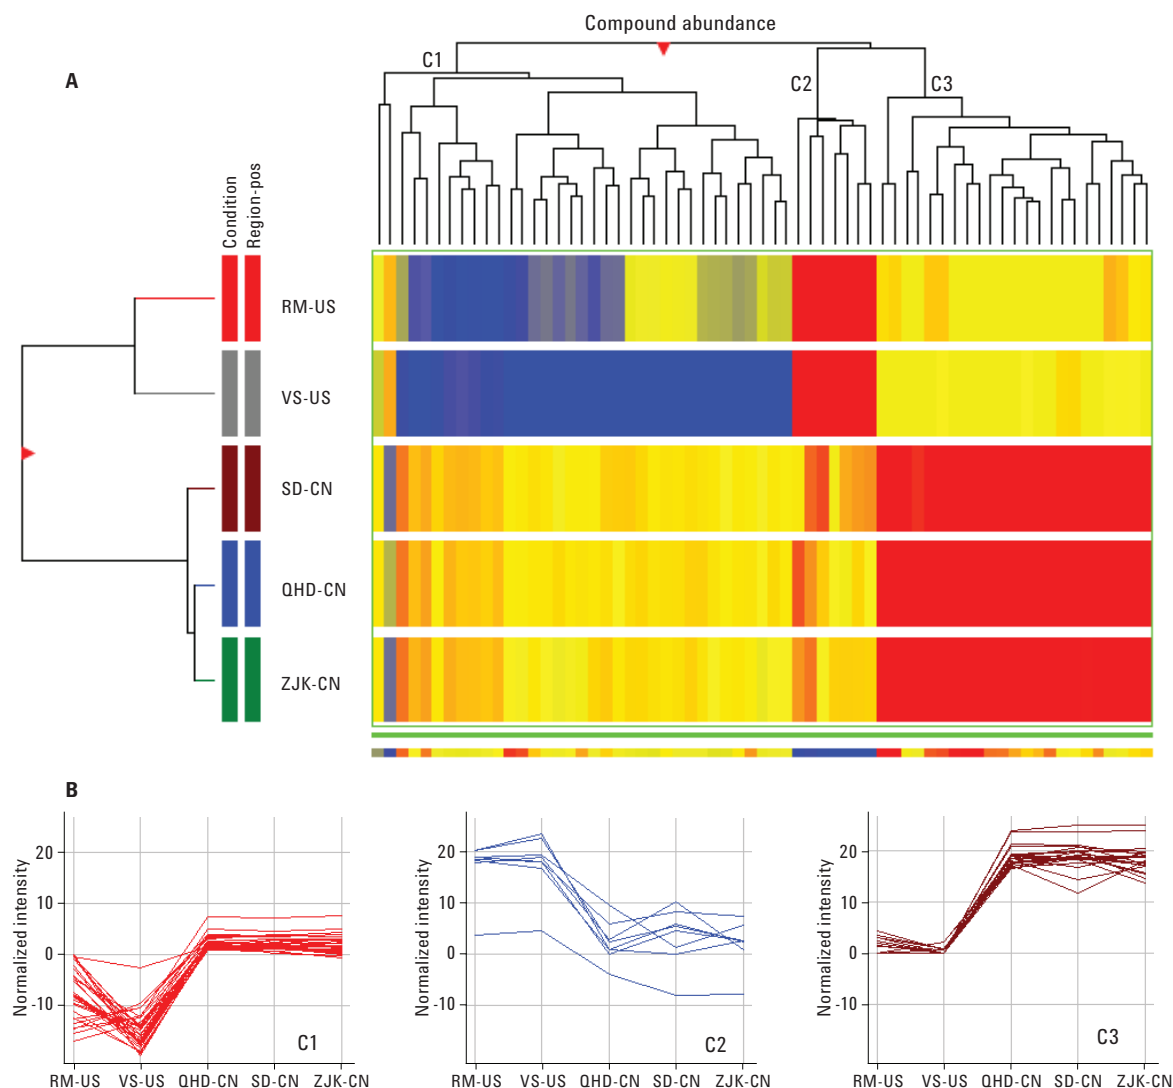 Compound abundance
A
C1
C2
C3
Condition
Region-pos
RM-US
VS-US
SD-CN
QHD-CN
ZJK-CN
B
Normalized intensity
20
10
0
-10
C1
RM-US VS-US QHD-CN SD-CN ZJK-CN
Normalized intensity
20
10
0
-10
C2
RM-US VS-US QHD-CN SD-CN ZJK-CN
Normalized intensity
20
10
0
-10
C3
RM-US VS-US QHD-CN SD-CN ZJK-CN